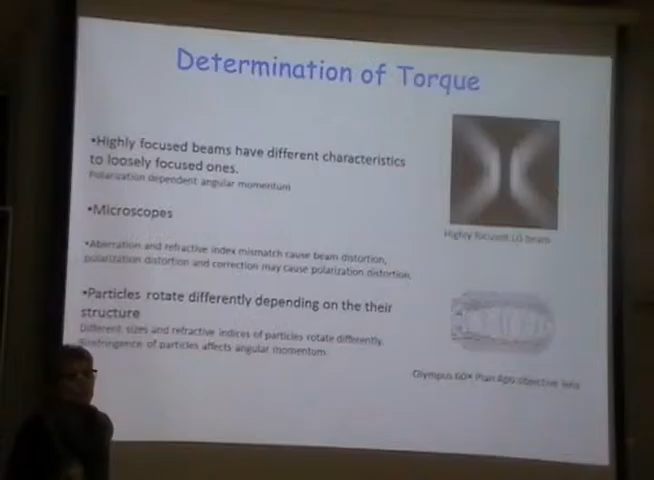 Determination of Torque
•Highly focused beams have different characteristics
to loosely focused ones.
Polarization dependent angular momentum
•Microscopes
•Aberration and refractive index mismatch cause beam distortion,
polarization distortion and correction may cause polarization distortion.
•Particles rotate differently depending on the their
structure
Different sizes and refractive indices of particles rotate differently.
Birefringence of particles affects angular momentum.
Highly focused LG beam
Olympus 60× Plan Apo objective lens